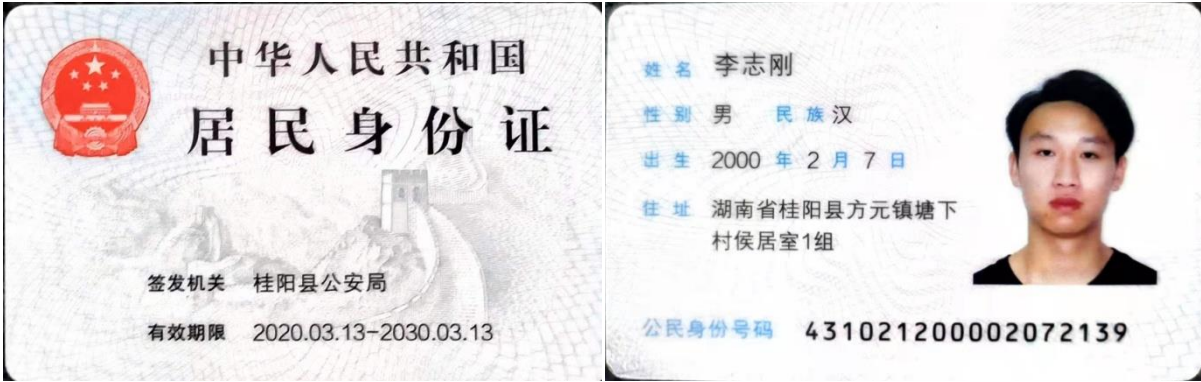 中华人民共和国
居民身份证
签发机关 桂阳县公安局
有效期限 2020.03.13-2030.03.13
姓名 李志刚
性别 男 民族 汉
出生 2000 年 2 月 7 日
住址 湖南省桂阳县方元镇塘下
村侯居室1组
公民身份号码 431021200002072139